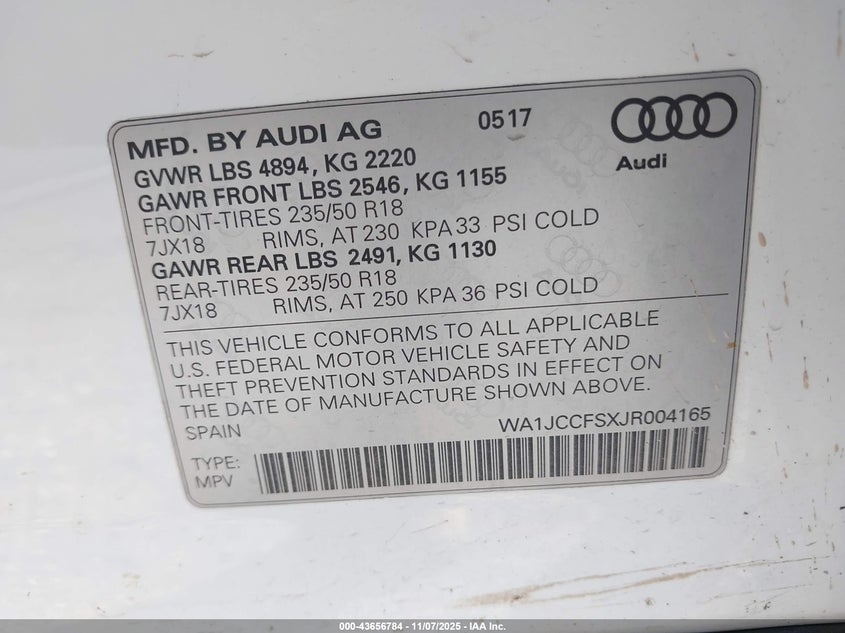 MFD. BY AUDI AG 0517
Audi
GVWR LBS 4894, KG 2220
GAWR FRONT LBS 2546, KG 1155
FRONT-TIRES 235/50 R18
7JX18 RIMS, AT 230 KPA 33 PSI COLD
GAWR REAR LBS 2491, KG 1130
REAR-TIRES 235/50 R18
7JX18 RIMS, AT 250 KPA 36 PSI COLD
THIS VEHICLE CONFORMS TO ALL APPLICABLE
U.S. FEDERAL MOTOR VEHICLE SAFETY AND
THEFT PREVENTION STANDARDS IN EFFECT ON
THE DATE OF MANUFACTURE SHOWN ABOVE.
SPAIN WA1JCCFSXJR004165
TYPE:
MPV
000-43656784 - 11/07/2025 - IAA Inc.